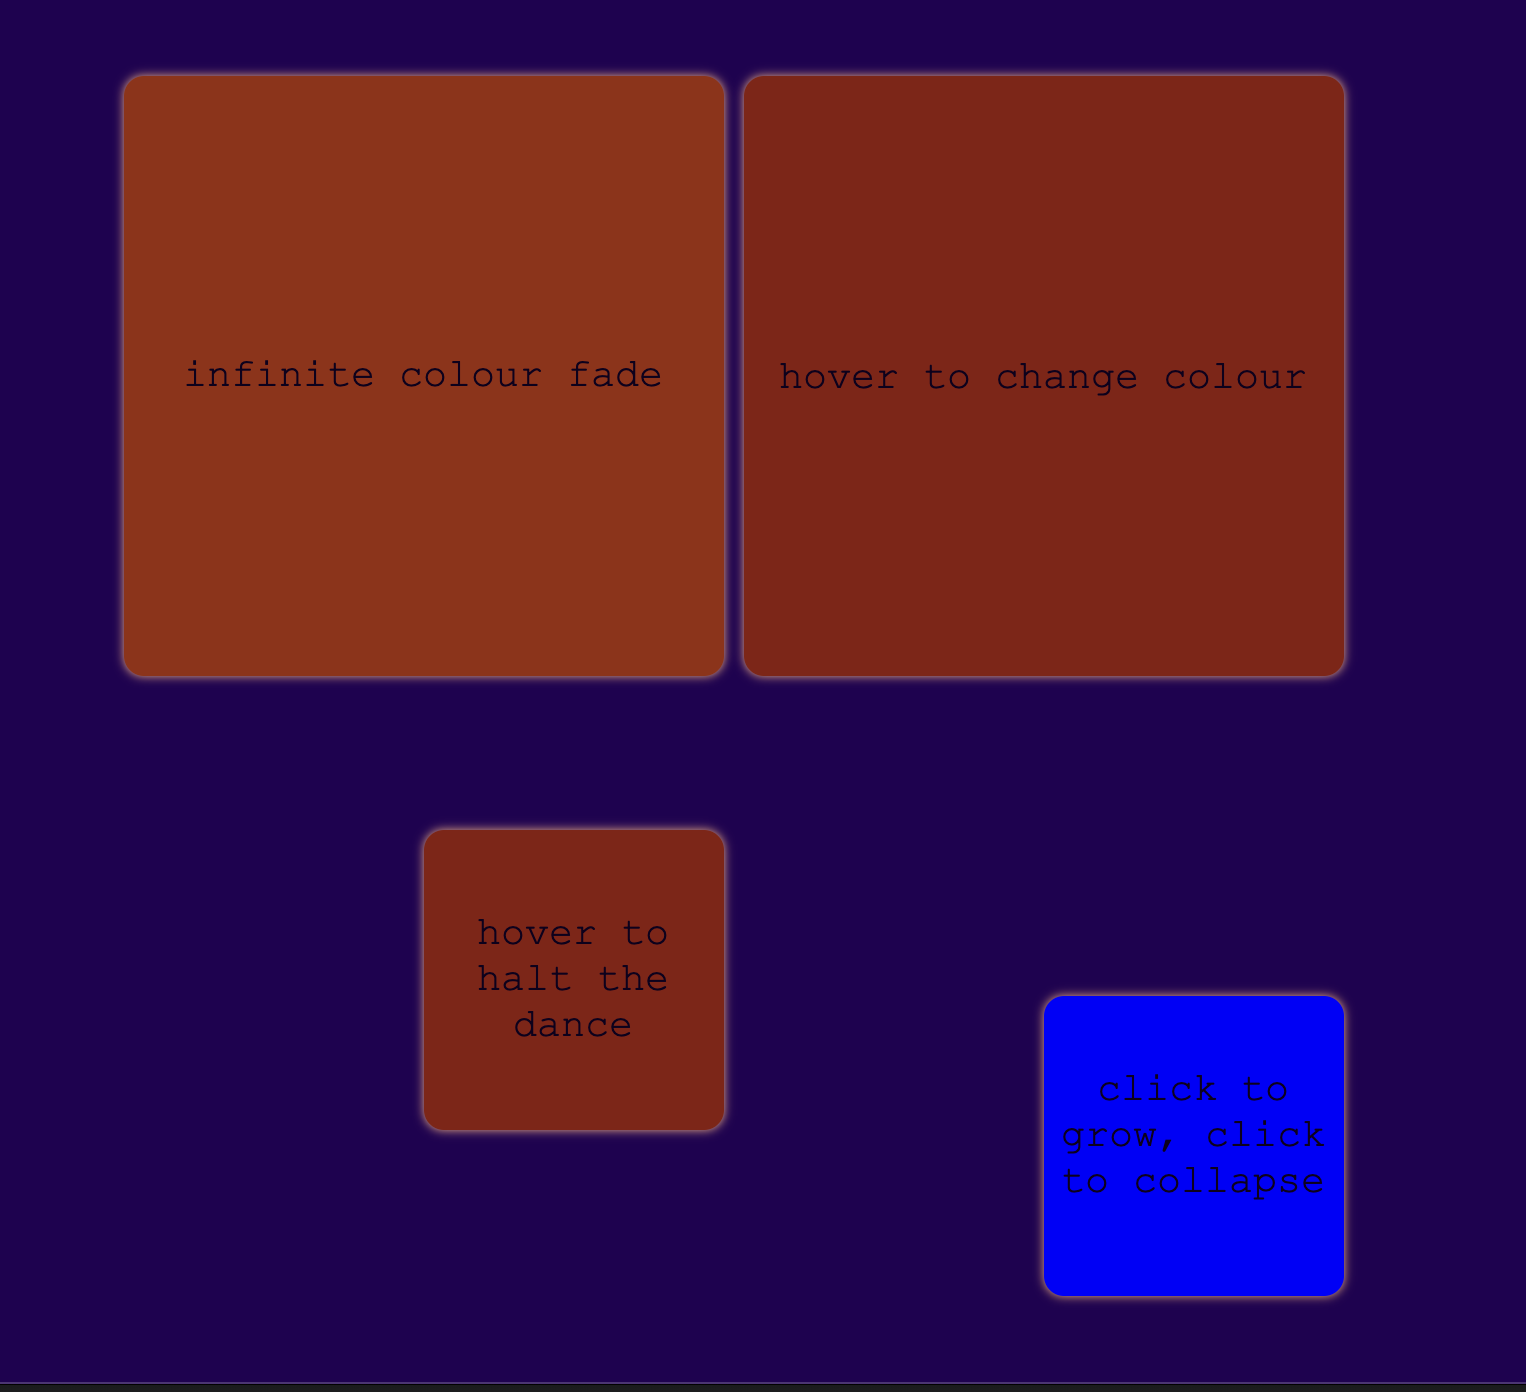 infinite colour fade
hover to change colour
hover to
halt the
dance
click to
grow, click
to collapse